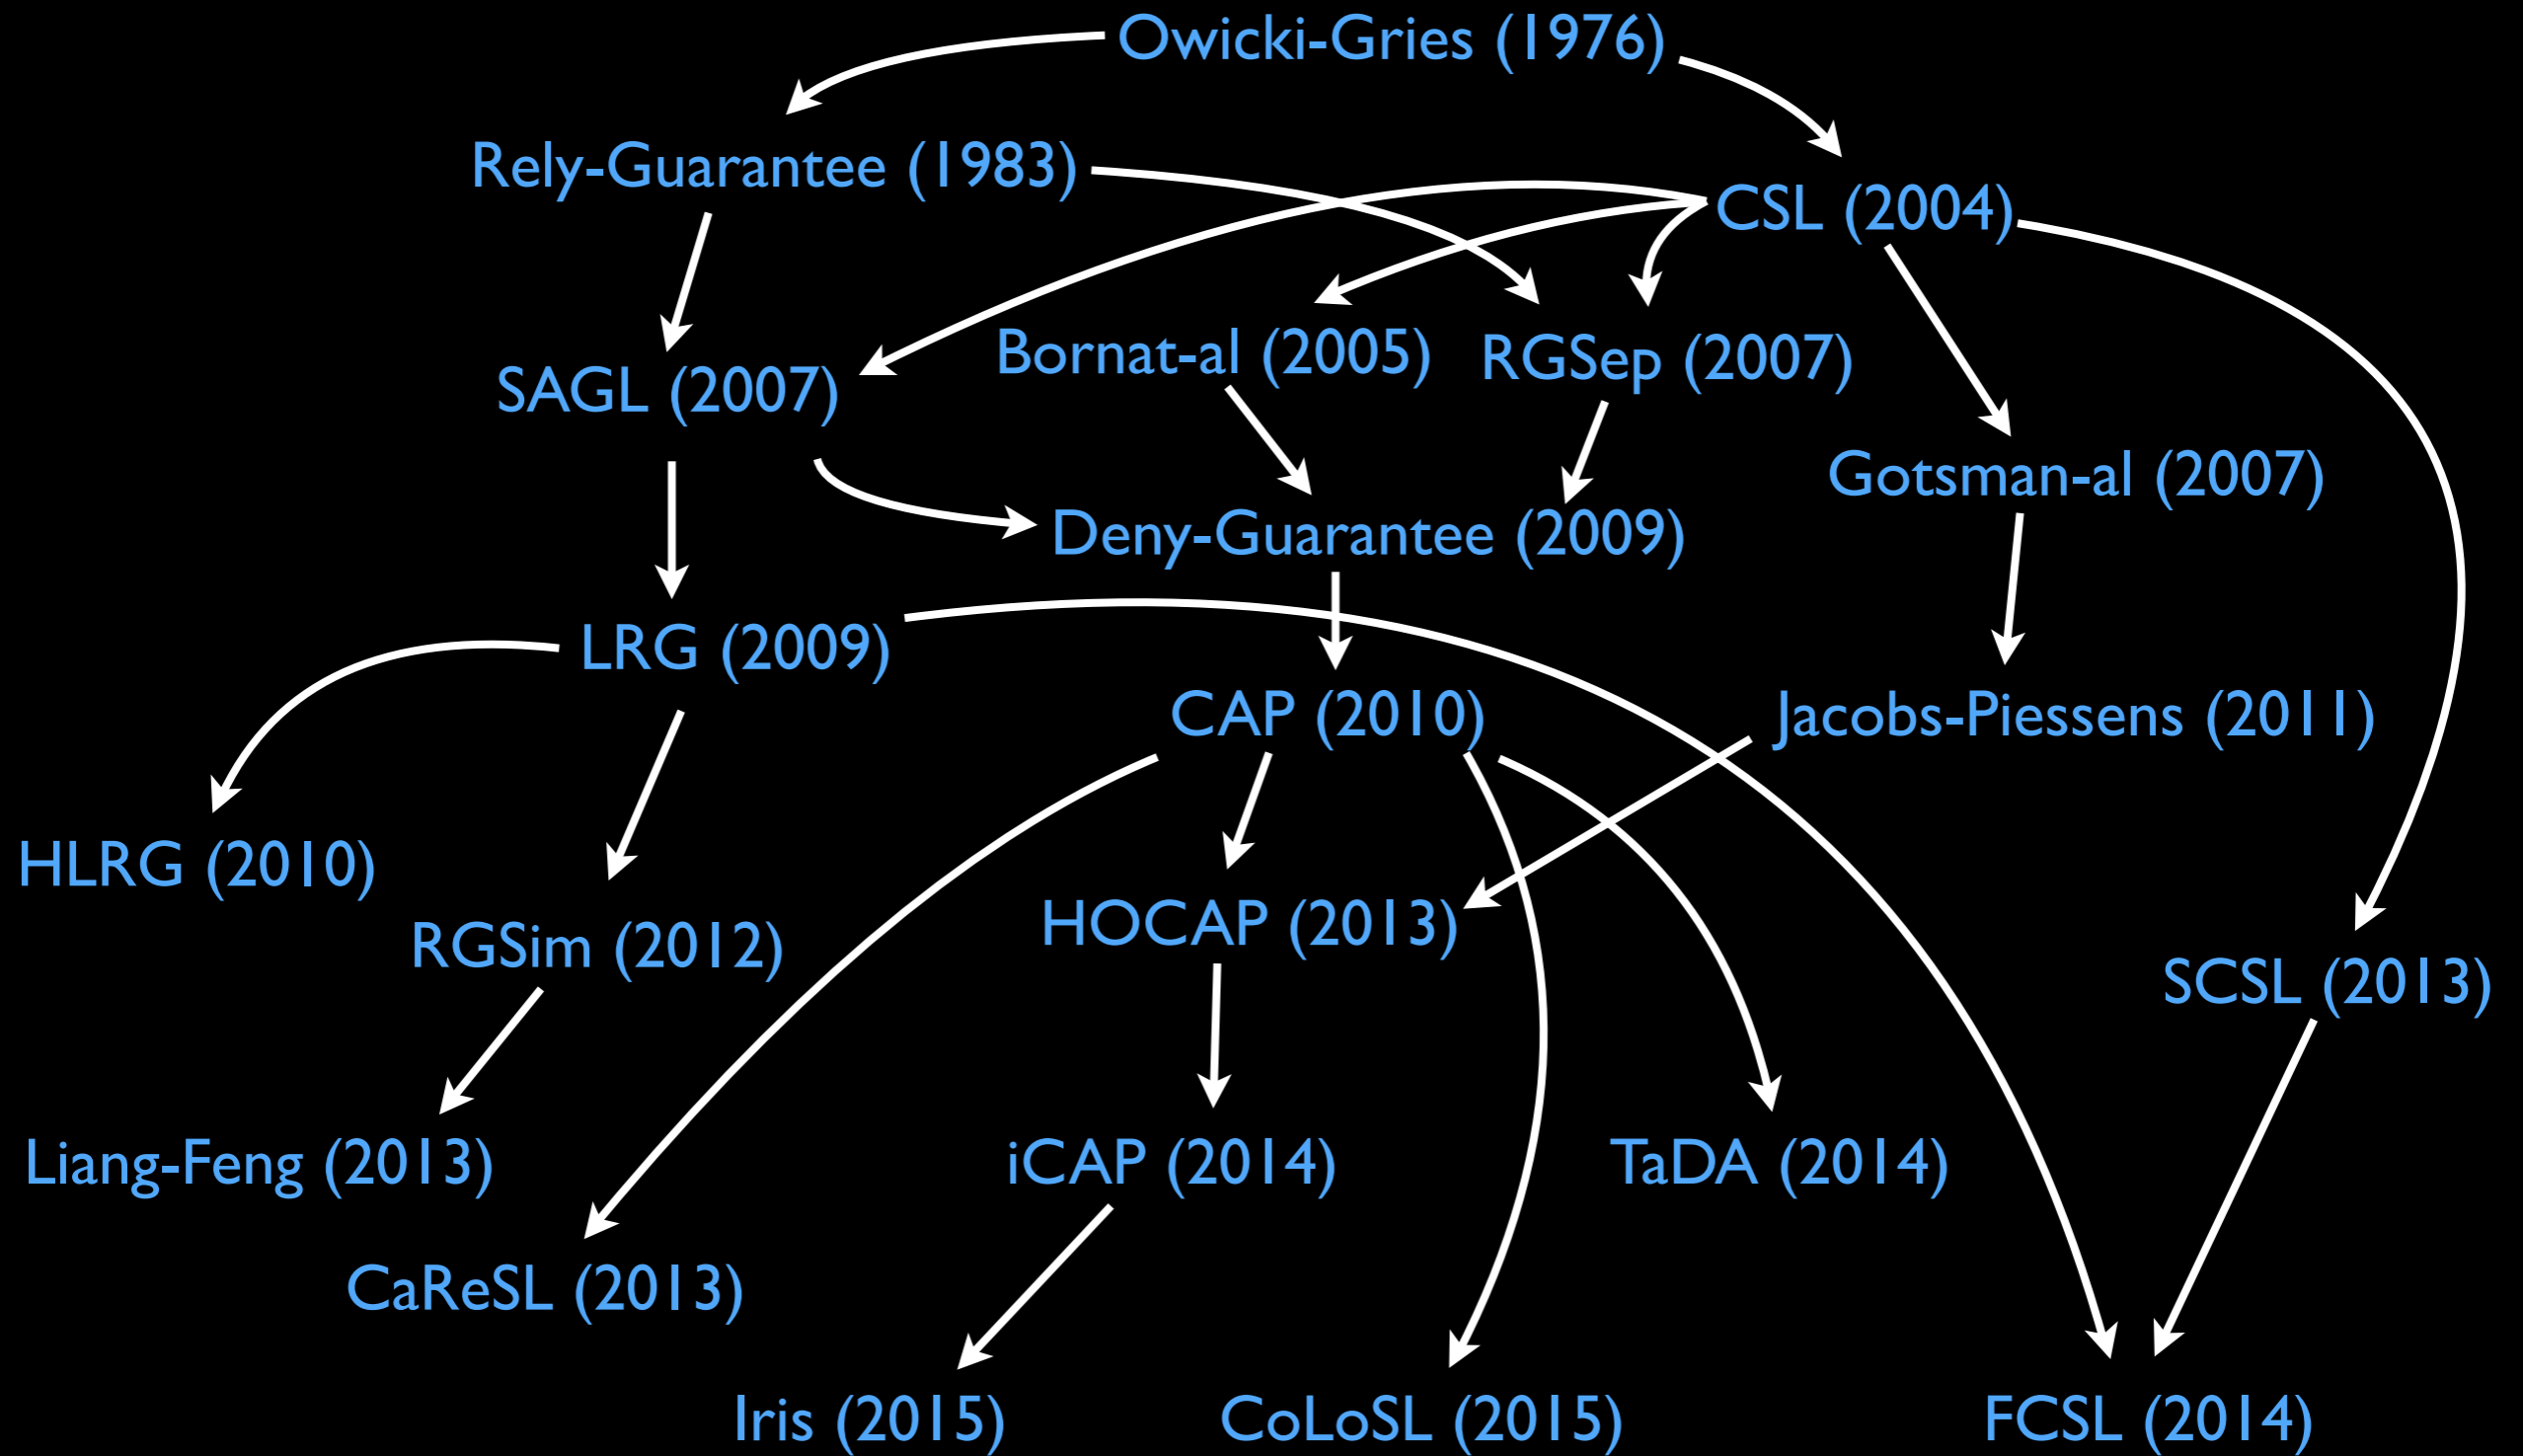 Owicki-Gries (1976)
Rely-Guarantee (1983)
CSL (2004)
Bornat-al (2005)
RGSep (2007)
SAGL (2007)
Gotsman-al (2007)
Deny-Guarantee (2009)
LRG (2009)
CAP (2010)
Jacobs-Piessens (2011)
HLRG (2010)
HOCAP (2013)
RGSim (2012)
SCSL (2013)
Liang-Feng (2013)
iCAP (2014)
TaDA (2014)
CaReSL (2013)
Iris (2015)
CoLoSL (2015)
FCSL (2014)